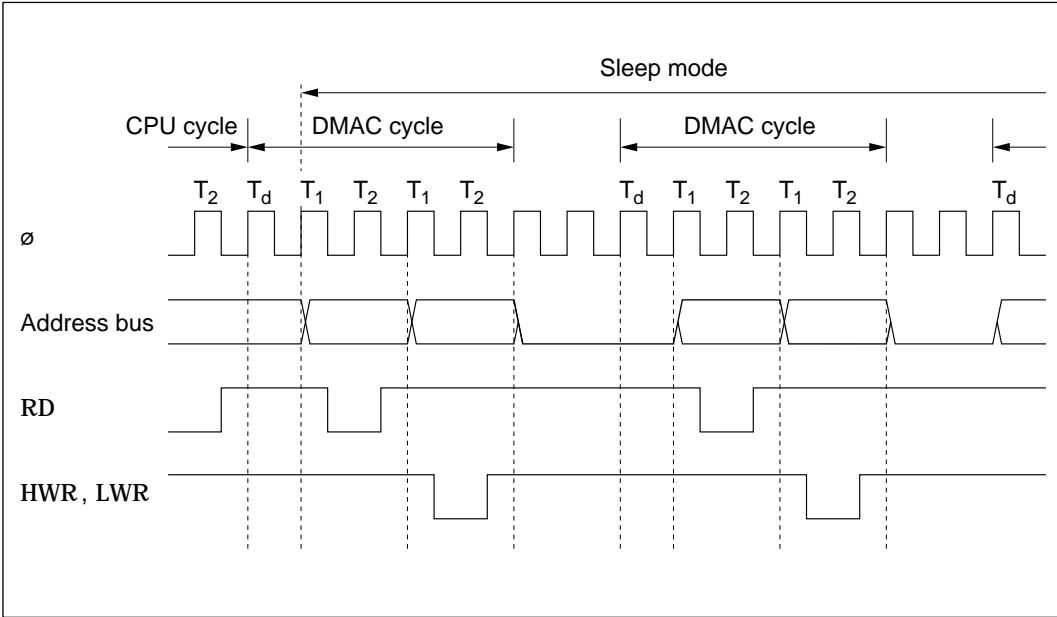 Sleep mode
CPU cycle DMAC cycle DMAC cycle
T2 Td T1 T2 T1 T2 Td T1 T2 T1 T2 Td
ø
Address bus
RD
HWR, LWR